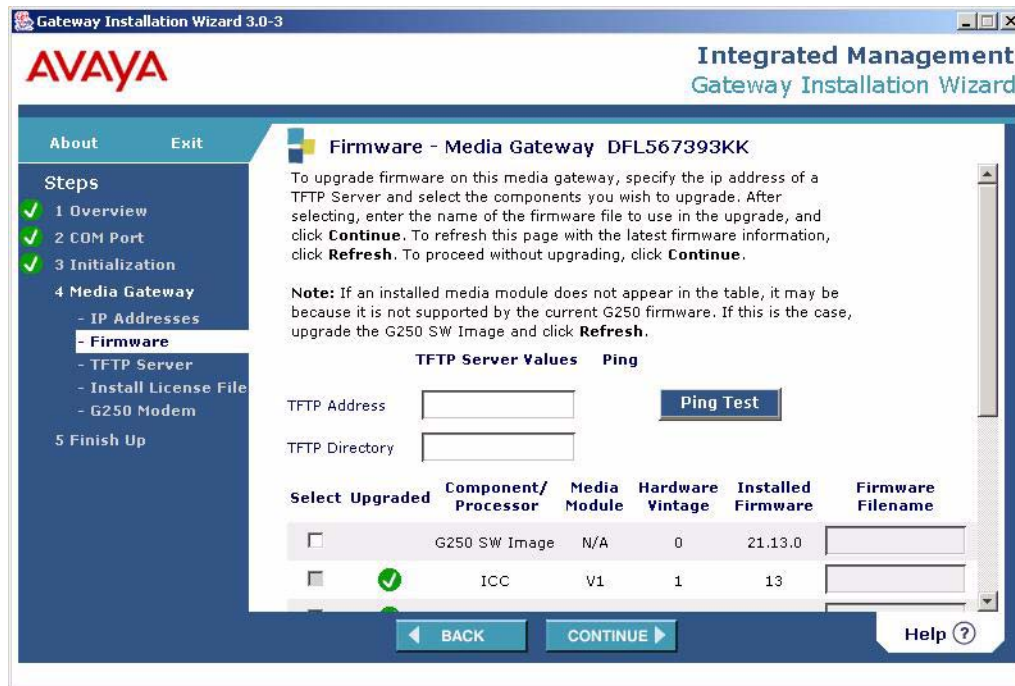 Gateway Installation Wizard 3.0-3
AVAYA
Integrated Management
Gateway Installation Wizard
About Exit
Steps
1 Overview
2 COM Port
3 Initialization
4 Media Gateway
- IP Addresses
- Firmware
- TFTP Server
- Install License File
- G250 Modem
5 Finish Up
Firmware - Media Gateway DFL567393KK
To upgrade firmware on this media gateway, specify the ip address of a
TFTP Server and select the components you wish to upgrade. After
selecting, enter the name of the firmware file to use in the upgrade, and
click Continue. To refresh this page with the latest firmware information,
click Refresh. To proceed without upgrading, click Continue.
Note: If an installed media module does not appear in the table, it may be
because it is not supported by the current G250 firmware. If this is the case,
upgrade the G250 SW Image and click Refresh.
TFTP Server Values Ping
TFTP Address Ping Test
TFTP Directory
Select Upgraded Component/ Processor Media Module Hardware Vintage Installed Firmware Firmware Filename
G250 SW Image N/A 0 21.13.0
ICC V1 1 13
BACK CONTINUE Help ?